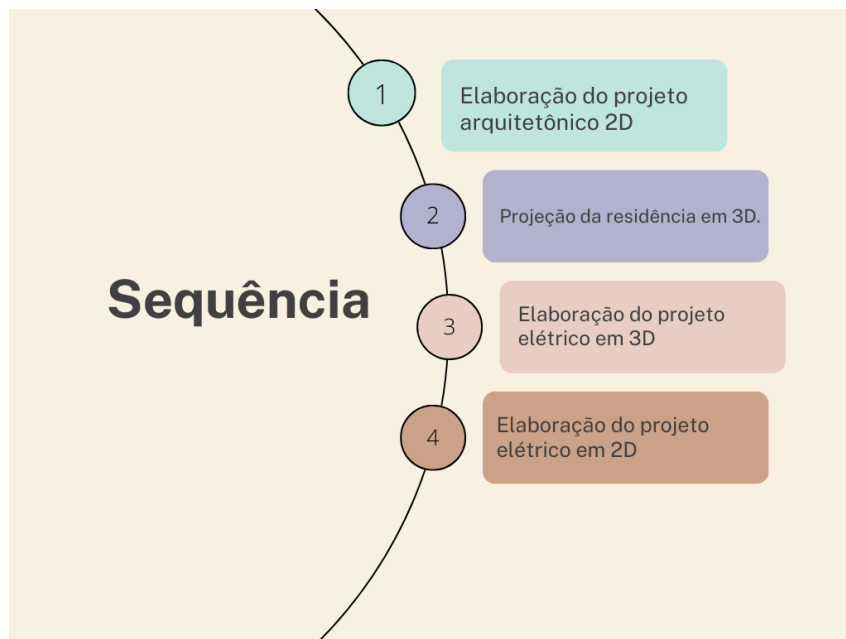 Sequência
1
Elaboração do projeto
arquitetônico 2D
2
Projeção da residência em 3D.
3
Elaboração do projeto
elétrico em 3D
4
Elaboração do projeto
elétrico em 2D